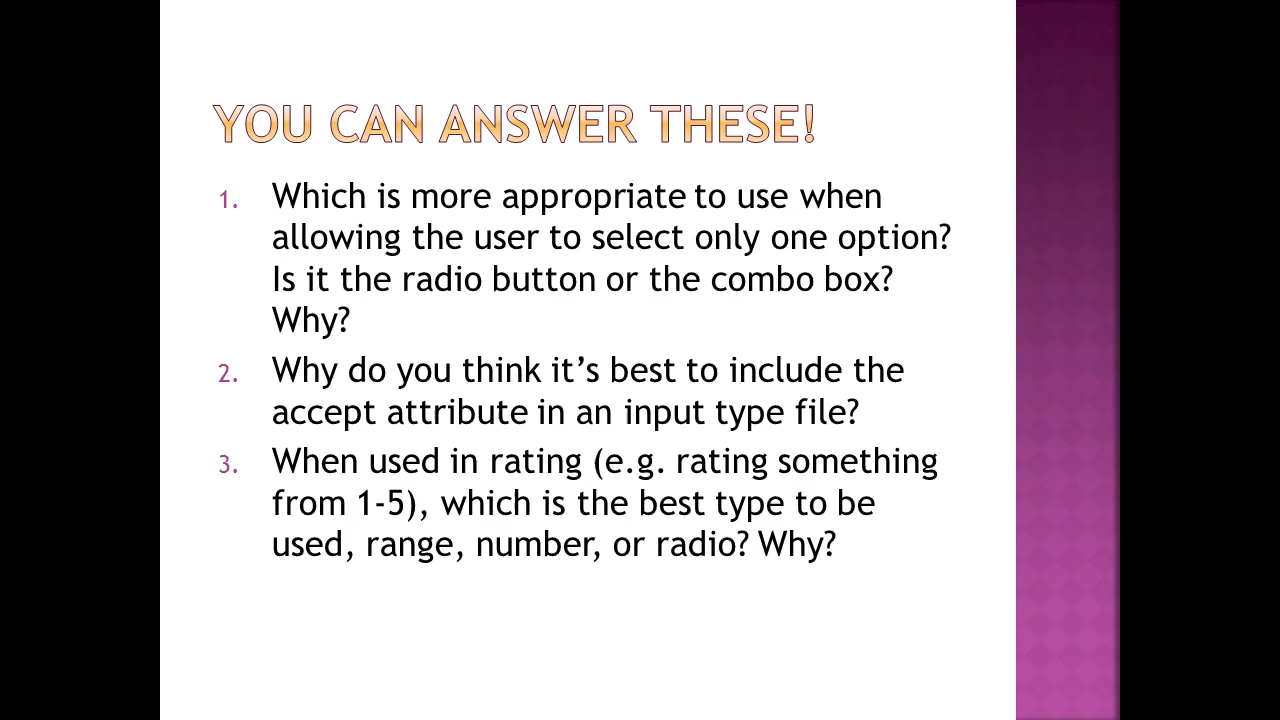 YOU CAN ANSWER THESE!
1. Which is more appropriate to use when
allowing the user to select only one option?
Is it the radio button or the combo box?
Why?
2. Why do you think it’s best to include the
accept attribute in an input type file?
3. When used in rating (e.g. rating something
from 1-5), which is the best type to be
used, range, number, or radio? Why?